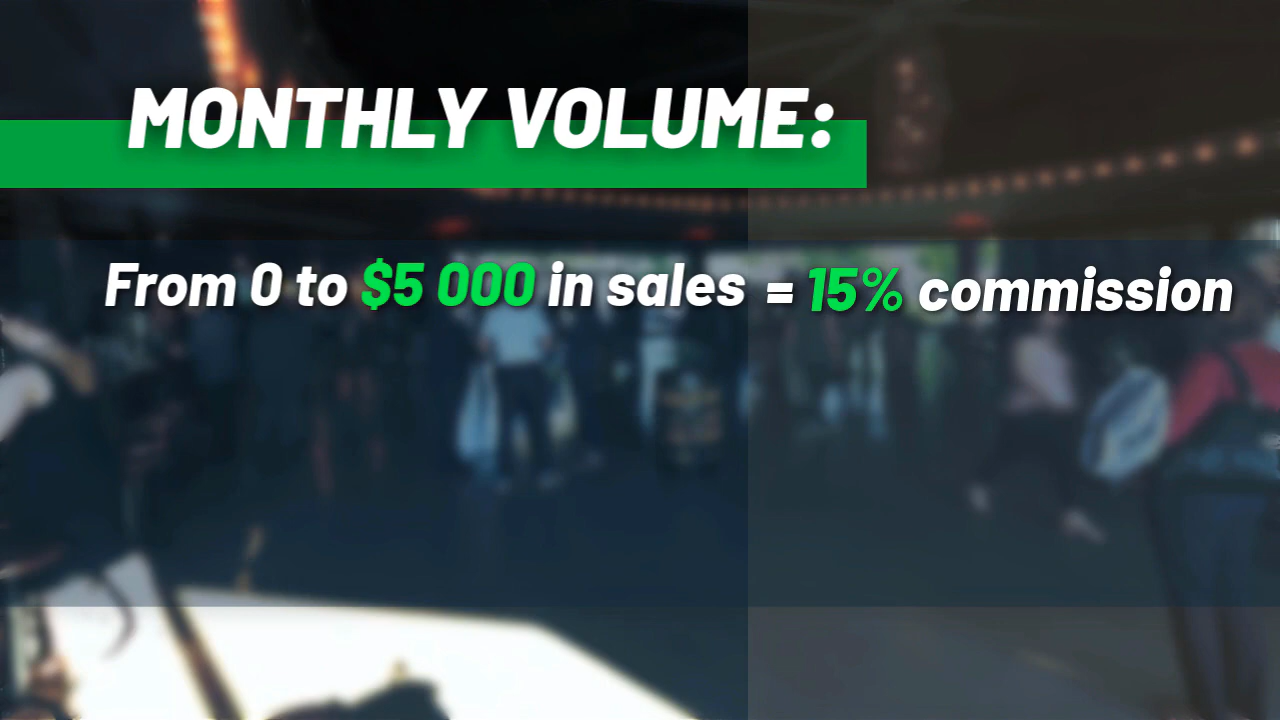 MONTHLY VOLUME:
From 0 to $5 000 in sales = 15% commission